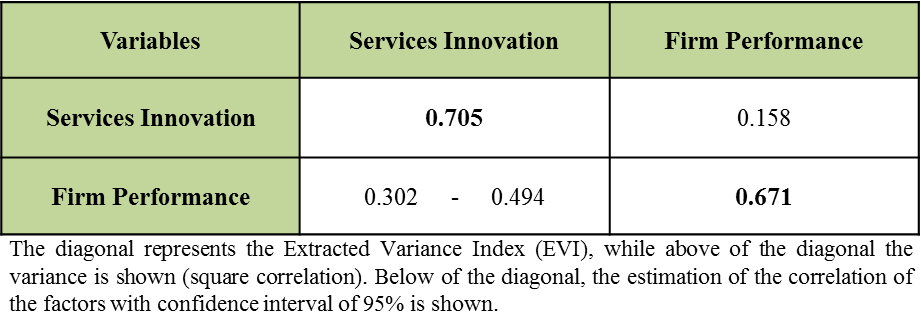 Variables Services Innovation Firm Performance
Services Innovation 0.705 0.158
Firm Performance 0.302 - 0.494 0.671
The diagonal represents the Extracted Variance Index (EVI), while above of the diagonal the
variance is shown (square correlation). Below of the diagonal, the estimation of the correlation of
the factors with confidence interval of 95% is shown.